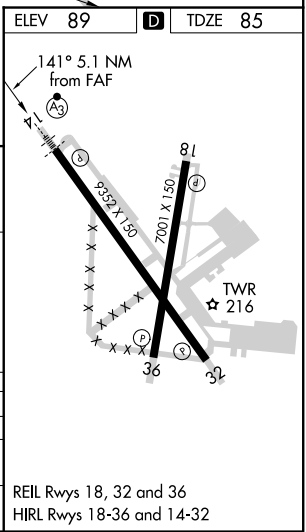 ELEV 89 D TDZE 85
141° 5.1 NM
from FAF
A3
14
P
18
P
9352 X 150
7001 X 150
X
X
X
X
X
X
X
X
X
TWR
216
P
P
X X X X
36
32
REIL Rwys 18, 32 and 36
HIRL Rwys 18-36 and 14-32